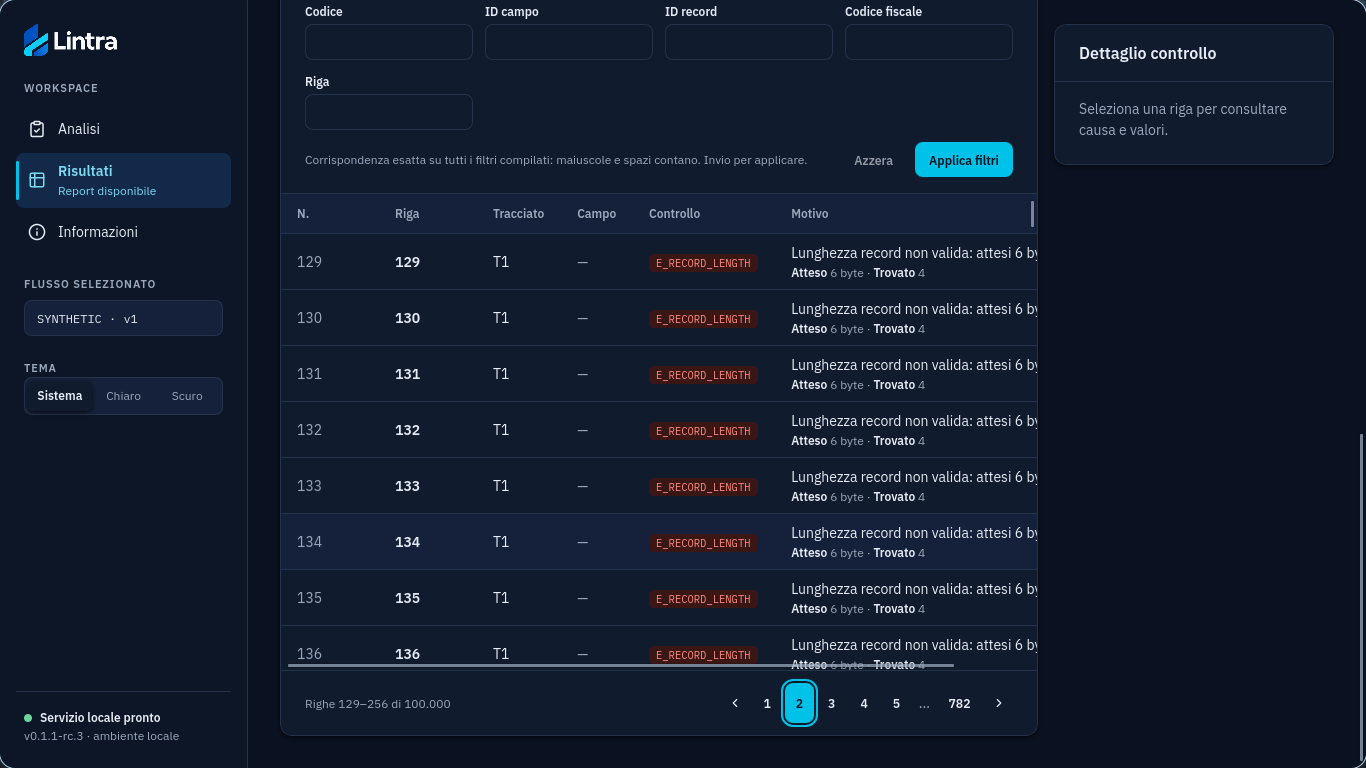 Lintra
WORKSPACE
Analisi
Risultati
Report disponibile
Informazioni
FLUSSO SELEZIONATO
SYNTHETIC · v1
TEMA
Sistema Chiaro Scuro
Servizio locale pronto
v0.1.1-rc.3 · ambiente locale
Codice ID campo ID record Codice fiscale
Riga
Corrispondenza esatta su tutti i filtri compilati: maiuscole e spazi contano. Invio per applicare. Azzera Applica filtri
N. Riga Tracciato Campo Controllo Motivo
129 129 T1 — E_RECORD_LENGTH Lunghezza record non valida: attesi 6 by
Atteso 6 byte · Trovato 4
130 130 T1 — E_RECORD_LENGTH Lunghezza record non valida: attesi 6 by
Atteso 6 byte · Trovato 4
131 131 T1 — E_RECORD_LENGTH Lunghezza record non valida: attesi 6 by
Atteso 6 byte · Trovato 4
132 132 T1 — E_RECORD_LENGTH Lunghezza record non valida: attesi 6 by
Atteso 6 byte · Trovato 4
133 133 T1 — E_RECORD_LENGTH Lunghezza record non valida: attesi 6 by
Atteso 6 byte · Trovato 4
134 134 T1 — E_RECORD_LENGTH Lunghezza record non valida: attesi 6 by
Atteso 6 byte · Trovato 4
135 135 T1 — E_RECORD_LENGTH Lunghezza record non valida: attesi 6 by
Atteso 6 byte · Trovato 4
136 136 T1 — E_RECORD_LENGTH Lunghezza record non valida: attesi 6 by
Atteso 6 byte · Trovato 4
Righe 129–256 di 100.000 1 2 3 4 5 ... 782
Dettaglio controllo
Seleziona una riga per consultare
causa e valori.